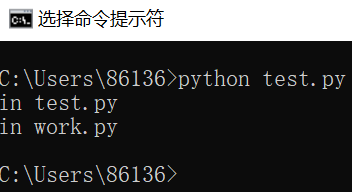 选择命令提示符
C:\Users\86136>python test.py
in test.py
in work.py
C:\Users\86136>